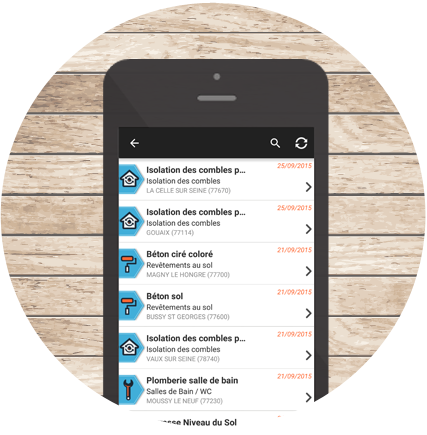 25/09/2015
Isolation des combles p...
Isolation des combles
LA CELLE SUR SEINE (77670)
25/09/2015
Isolation des combles p...
Isolation des combles
GOUAIX (77114)
21/09/2015
Béton ciré coloré
Revêtements au sol
MAGNY LE HONGRE (77700)
21/09/2015
Béton sol
Revêtements au sol
BUSSY ST GEORGES (77600)
21/09/2015
Isolation des combles p...
Isolation des combles
VAUX SUR SEINE (78740)
21/09/2015
Plomberie salle de bain
Salles de Bain / WC
MOUSSY LE NEUF (77230)
Niveau du Sol